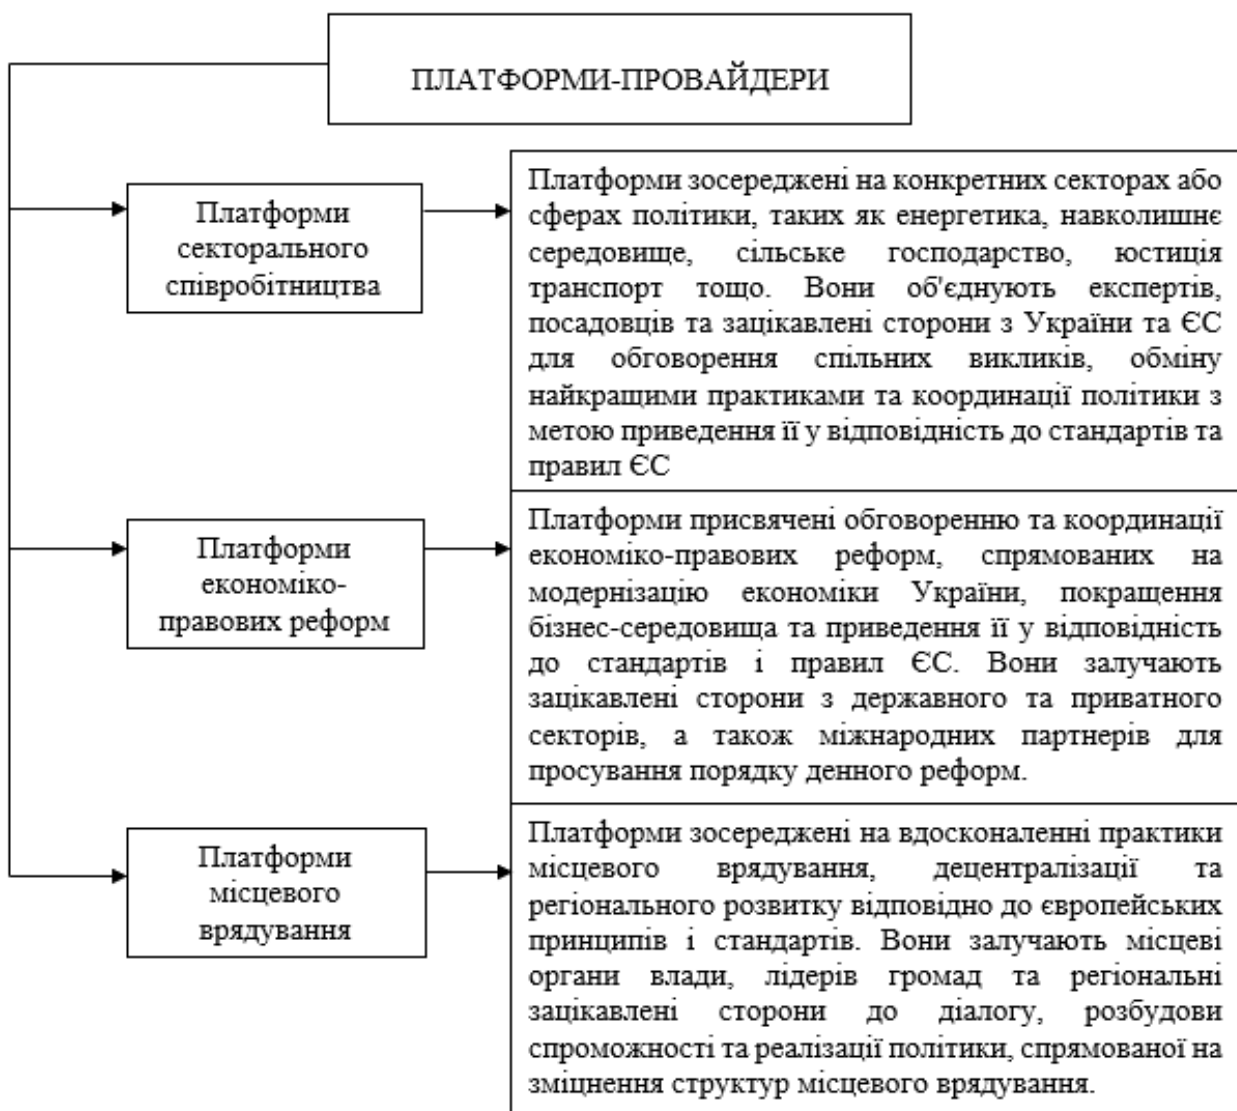 ПЛАТФОРМИ-ПРОВАЙДЕРИ
Платформи
секторального
співробітництва
Платформи зосереджені на конкретних секторах або
сферах політики, таких як енергетика, навколишнє
середовище, сільське господарство, юстиція
транспорт тощо. Вони об'єднують експертів,
посадовців та зацікавлені сторони з України та ЄС
для обговорення спільних викликів, обміну
найкращими практиками та координації політики з
метою приведення її у відповідність до стандартів та
правил ЄС
Платформи
економіко-
правових реформ
Платформи присвячені обговоренню та координації
економіко-правових реформ, спрямованих на
модернізацію економіки України, покращення
бізнес-середовища та приведення її у відповідність
до стандартів і правил ЄС. Вони залучають
зацікавлені сторони з державного та приватного
секторів, а також міжнародних партнерів для
просування порядку денного реформ.
Платформи
місцевого
врядування
Платформи зосереджені на вдосконаленні практики
місцевого врядування, децентралізації та
регіонального розвитку відповідно до європейських
принципів і стандартів. Вони залучають місцеві
органи влади, лідерів громад та регіональні
зацікавлені сторони до діалогу, розбудови
спроможності та реалізації політики, спрямованої на
зміцнення структур місцевого врядування.